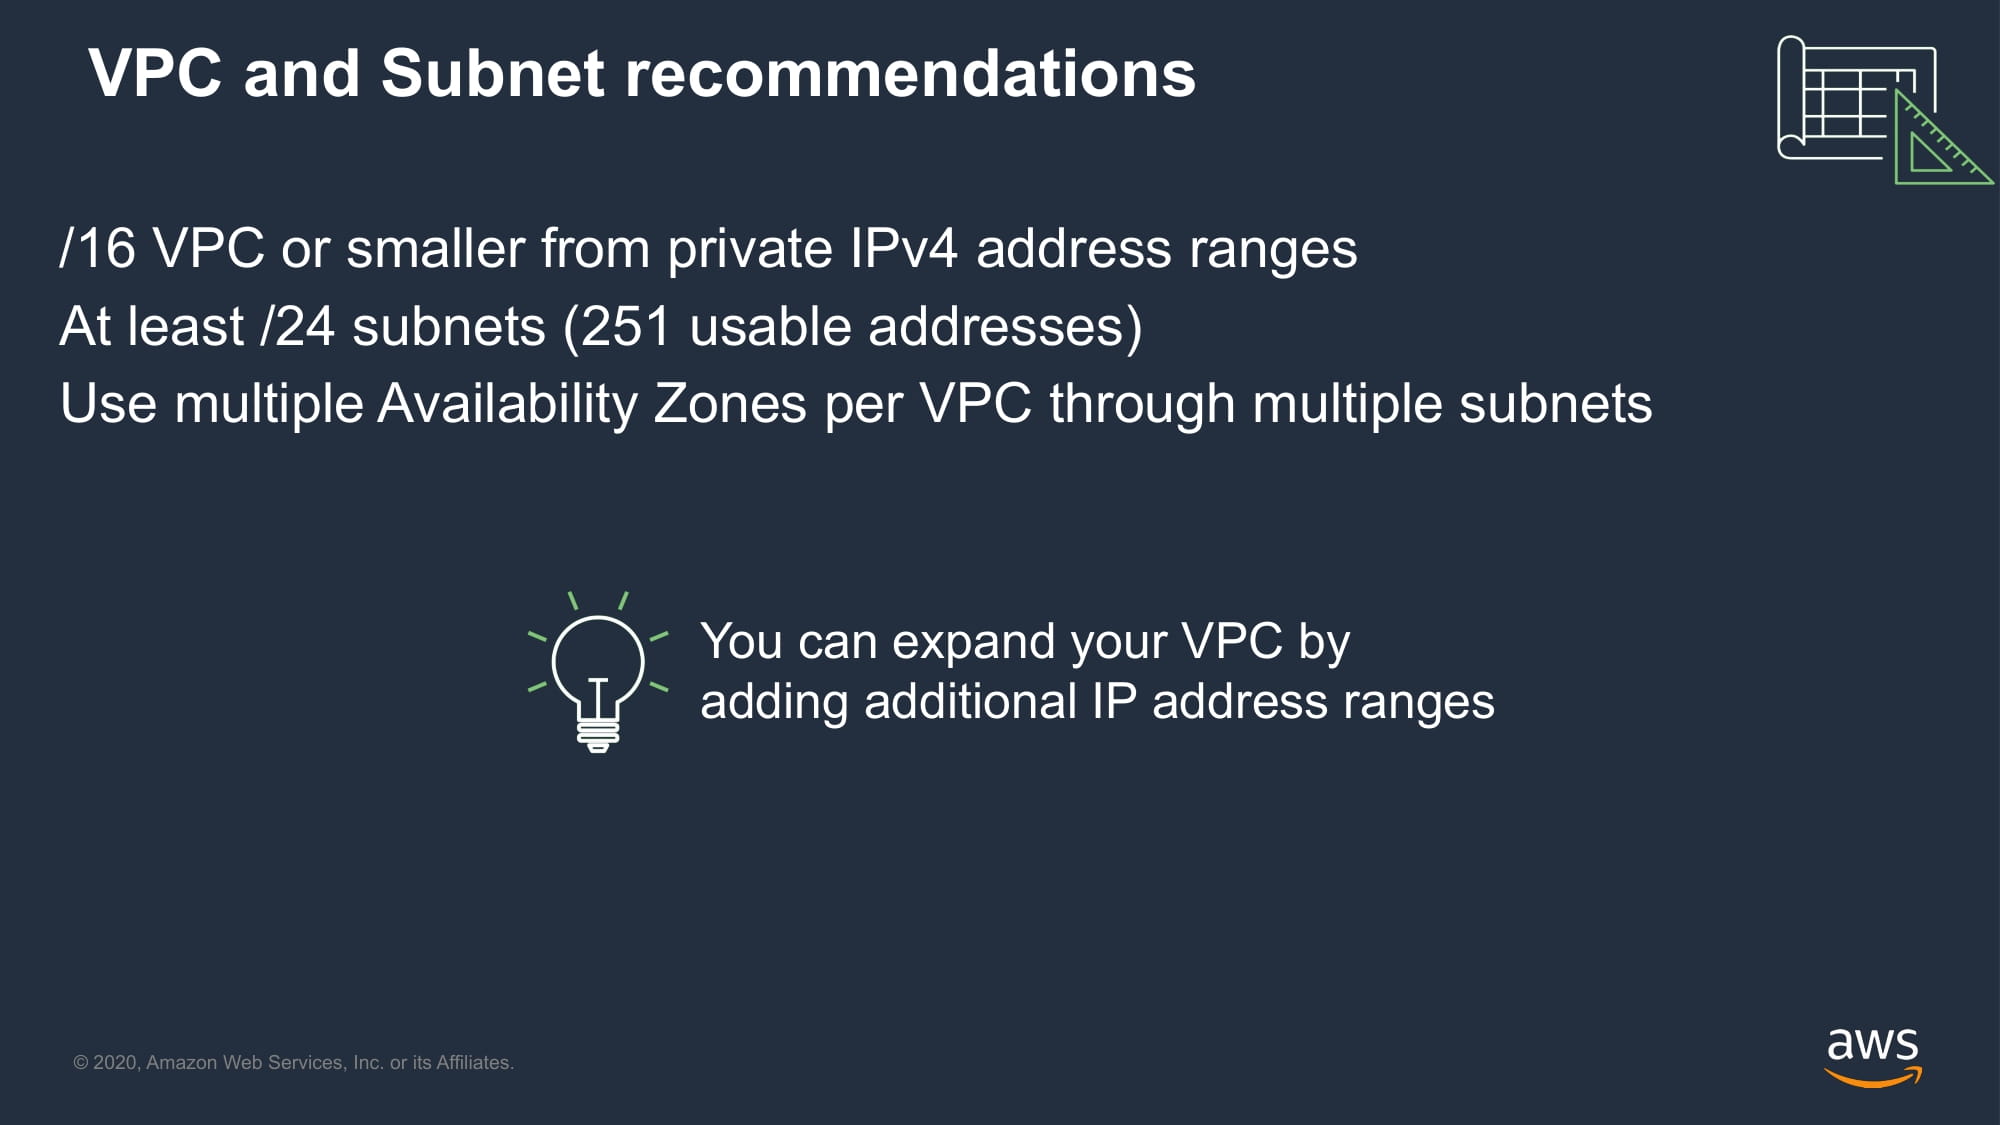 VPC and Subnet recommendations
/16 VPC or smaller from private IPv4 address ranges
At least /24 subnets (251 usable addresses)
Use multiple Availability Zones per VPC through multiple subnets
You can expand your VPC by
adding additional IP address ranges
© 2020, Amazon Web Services, Inc. or its Affiliates.
aws